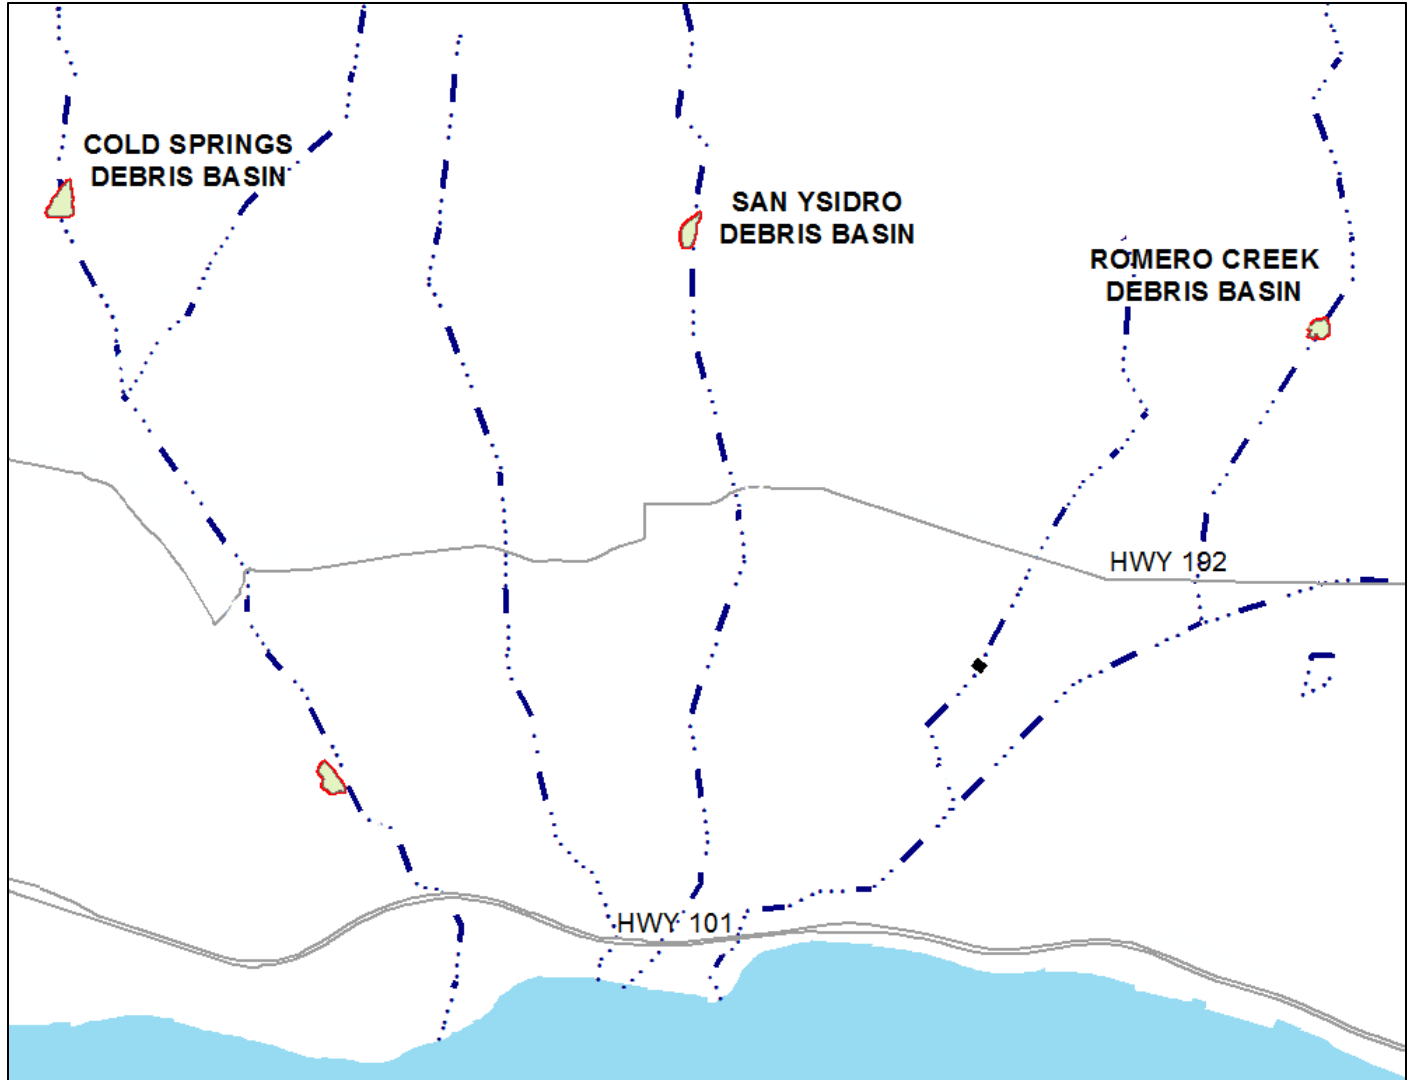 COLD SPRINGS
DEBRIS BASIN
SAN YSIDRO
DEBRIS BASIN
ROMERO CREEK
DEBRIS BASIN
HWY 192
HWY 101